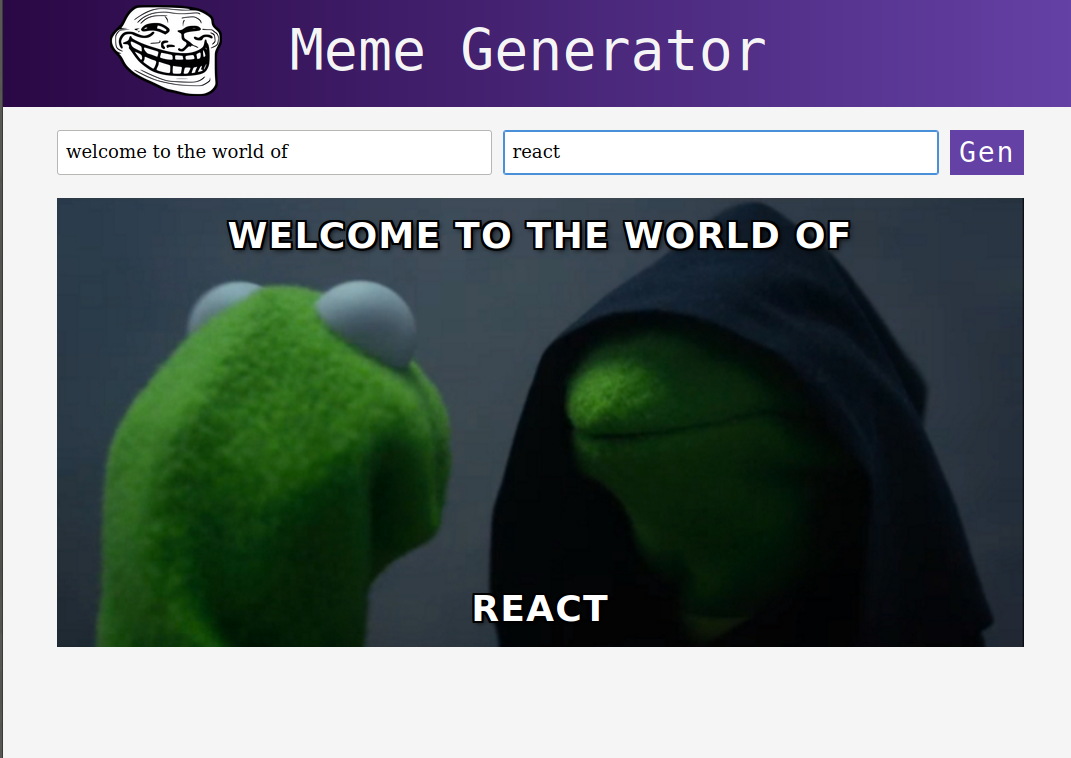 Meme Generator
welcome to the world of
react
Gen
WELCOME TO THE WORLD OF
REACT